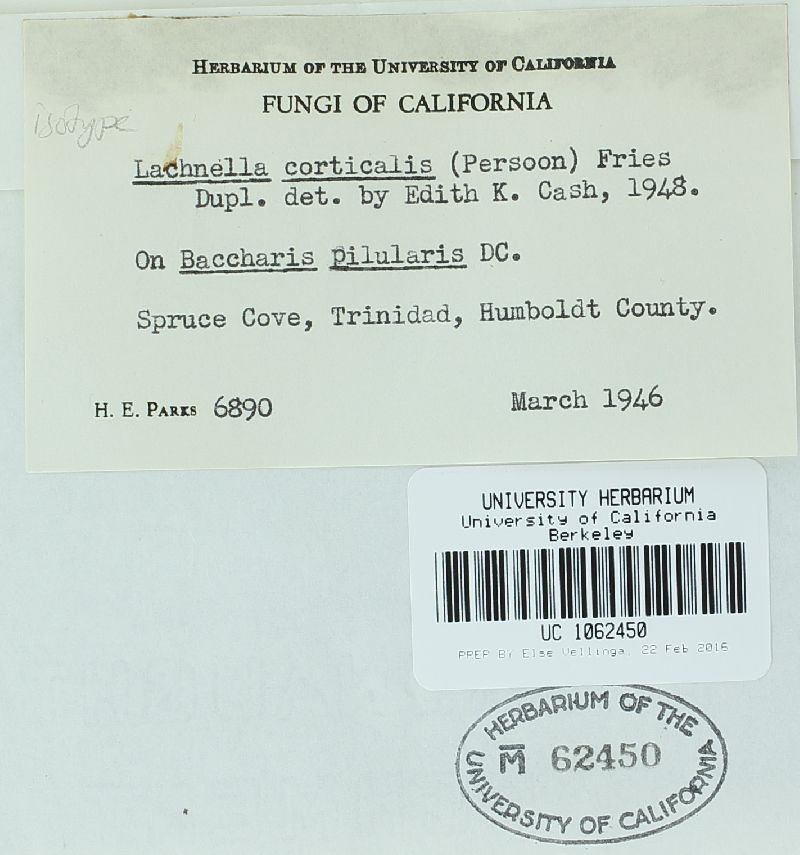 HERBARIUM OF THE UNIVERSITY OF CALIFORNIA
FUNGI OF CALIFORNIA
isotype
Lachnella corticalis (Persoon) Fries
Dupl. det. by Edith K. Cash, 1948.
On Baccharis pilularis DC.
Spruce Cove, Trinidad, Humboldt County.
H. E. PARKS 6890
March 1946
UNIVERSITY HERBARIUM
University of California
Berkeley
UC 1062450
PREP BY Else Vellinga, 22 Feb 2016
HERBARIUM OF THE
M 62450
UNIVERSITY OF CALIFORNIA